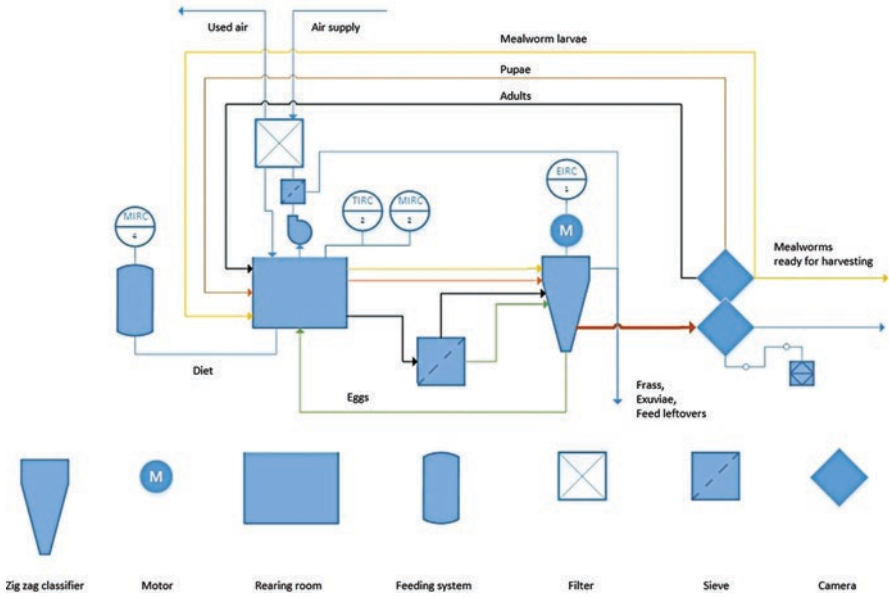 Used air
Air supply
Mealworm larvae
Pupae
Adults
EIRC
1
TIRC
2
MIRC
3
MIRC
4
M
Mealworms
ready for harvesting
Diet
Eggs
Frass,
Exuviae,
Feed leftovers
M
Zig zag classifier
Motor
Rearing room
Feeding system
Filter
Sieve
Camera